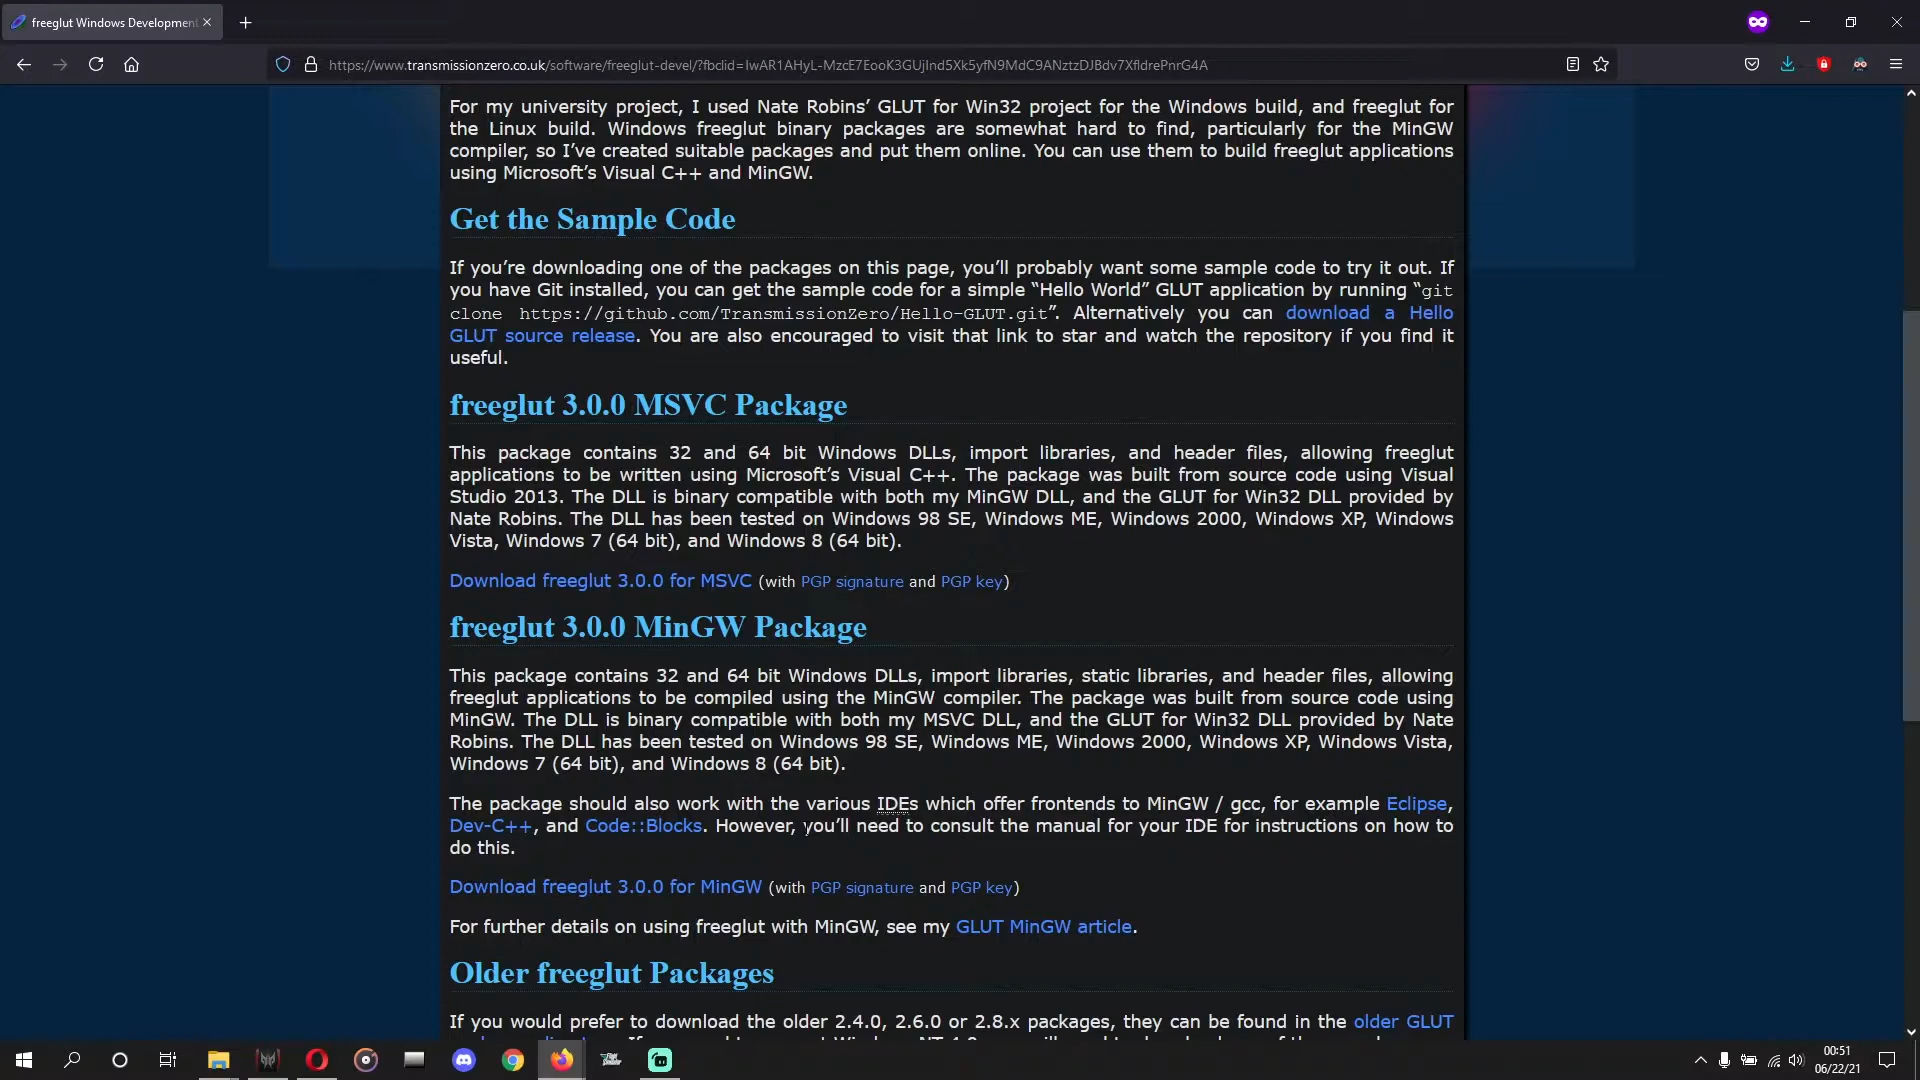 freeglut Windows Development
https://www.transmissionzero.co.uk/software/freeglut-devel/?fbclid=IwAR1AHyL-MzcE7EooK3GUjInd5Xk5yfN9MdC9ANztzDJBdv7XfldrePnrG4A
For my university project, I used Nate Robins’ GLUT for Win32 project for the Windows build, and freeglut for
the Linux build. Windows freeglut binary packages are somewhat hard to find, particularly for the MinGW
compiler, so I’ve created suitable packages and put them online. You can use them to build freeglut applications
using Microsoft’s Visual C++ and MinGW.
Get the Sample Code
If you’re downloading one of the packages on this page, you’ll probably want some sample code to try it out. If
you have Git installed, you can get the sample code for a simple “Hello World” GLUT application by running “git
clone https://github.com/TransmissionZero/Hello-GLUT.git”. Alternatively you can download a Hello
GLUT source release. You are also encouraged to visit that link to star and watch the repository if you find it
useful.
freeglut 3.0.0 MSVC Package
This package contains 32 and 64 bit Windows DLLs, import libraries, and header files, allowing freeglut
applications to be written using Microsoft’s Visual C++. The package was built from source code using Visual
Studio 2013. The DLL is binary compatible with both my MinGW DLL, and the GLUT for Win32 DLL provided by
Nate Robins. The DLL has been tested on Windows 98 SE, Windows ME, Windows 2000, Windows XP, Windows
Vista, Windows 7 (64 bit), and Windows 8 (64 bit).
Download freeglut 3.0.0 for MSVC (with PGP signature and PGP key)
freeglut 3.0.0 MinGW Package
This package contains 32 and 64 bit Windows DLLs, import libraries, static libraries, and header files, allowing
freeglut applications to be compiled using the MinGW compiler. The package was built from source code using
MinGW. The DLL is binary compatible with both my MSVC DLL, and the GLUT for Win32 DLL provided by Nate
Robins. The DLL has been tested on Windows 98 SE, Windows ME, Windows 2000, Windows XP, Windows Vista,
Windows 7 (64 bit), and Windows 8 (64 bit).
The package should also work with the various IDEs which offer frontends to MinGW / gcc, for example Eclipse,
Dev-C++, and Code::Blocks. However, you’ll need to consult the manual for your IDE for instructions on how to
do this.
Download freeglut 3.0.0 for MinGW (with PGP signature and PGP key)
For further details on using freeglut with MinGW, see my GLUT MinGW article.
Older freeglut Packages
If you would prefer to download the older 2.4.0, 2.6.0 or 2.8.x packages, they can be found in the older GLUT
00:51
06/22/21